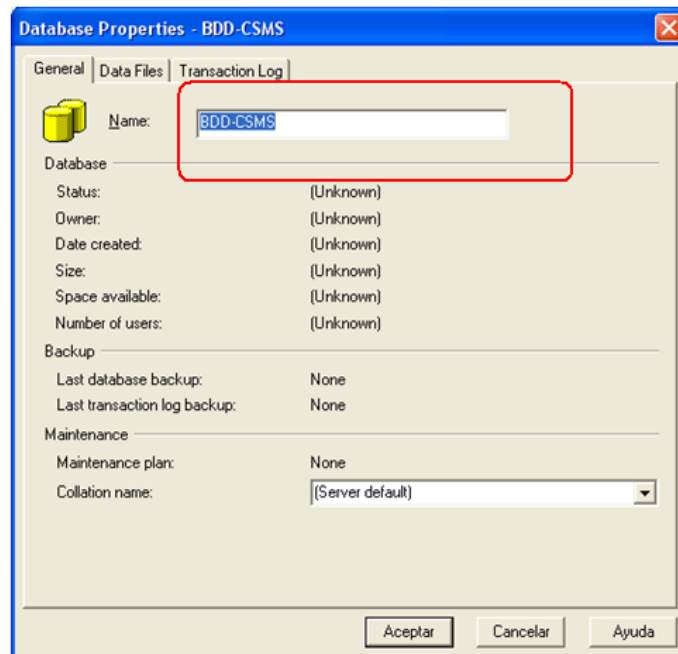 Database Properties - BDD-CSMS
General Data Files Transaction Log
Name: BDD-CSMS
Database
Status: (Unknown)
Owner: (Unknown)
Date created: (Unknown)
Size: (Unknown)
Space available: (Unknown)
Number of users: (Unknown)
Backup
Last database backup: None
Last transaction log backup: None
Maintenance
Maintenance plan: None
Collation name: (Server default)
Aceptar Cancelar Ayuda